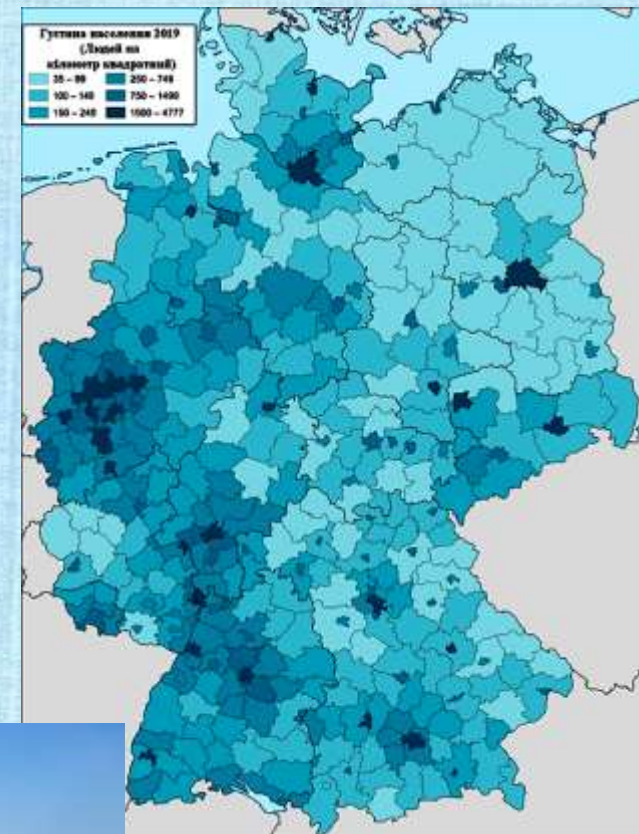 Густина населення 2019
(Людей на
кілометр квадратний)
35 – 99 250 – 749
100 – 149 750 – 1499
150 – 249 1500 – 4777